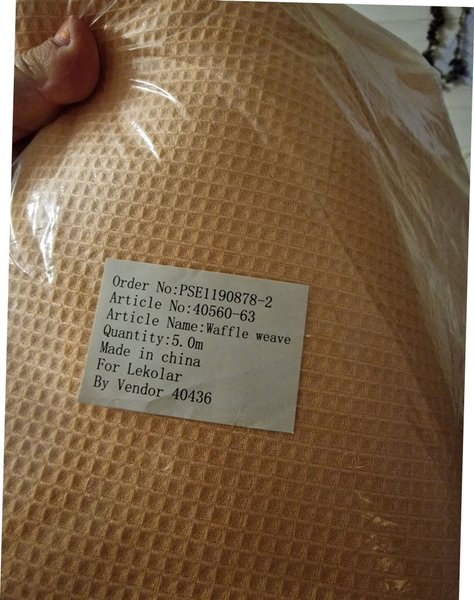 Order No:PSE1190878-2
Article No:40560-63
Article Name:Waffle weave
Quantity:5.0m
Made in china
For Lekolar
By Vendor 40436